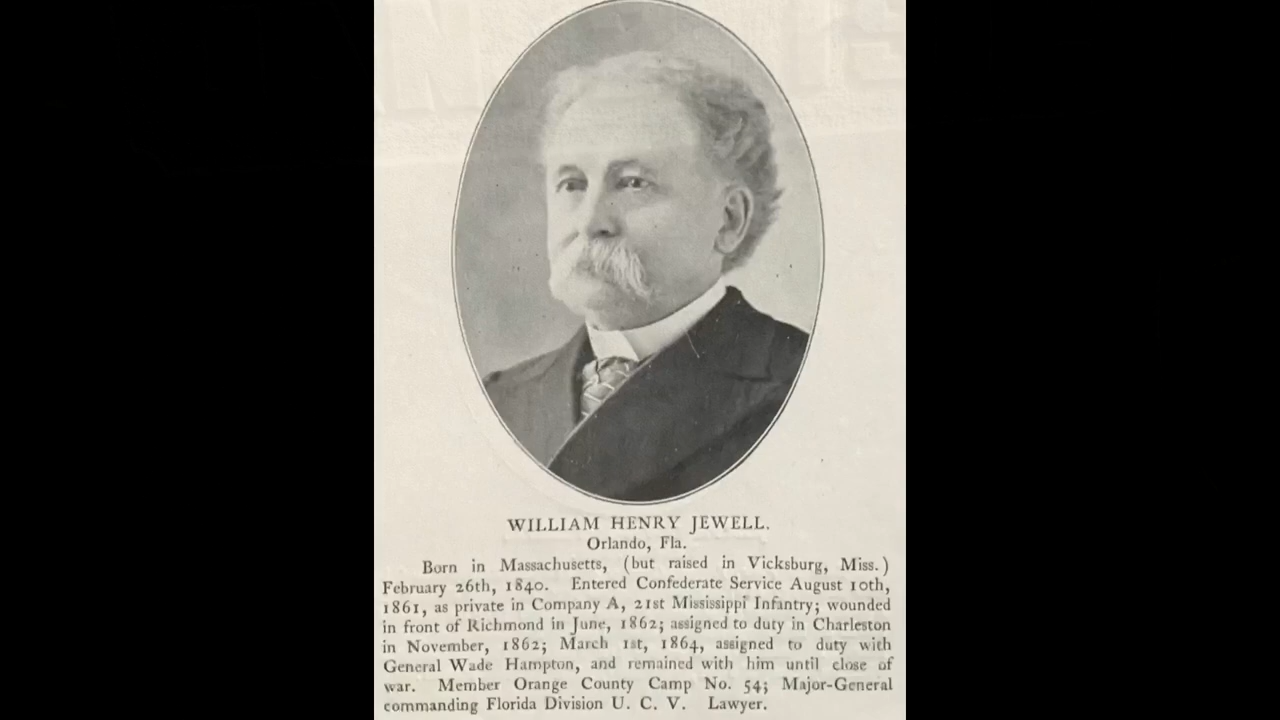 WILLIAM HENRY JEWELL.
Orlando, Fla.
Born in Massachusetts, (but raised in Vicksburg, Miss.)
February 26th, 1840. Entered Confederate Service August 10th,
1861, as private in Company A, 21st Mississippi Infantry; wounded
in front of Richmond in June, 1862; assigned to duty in Charleston
in November, 1862; March 1st, 1864, assigned to duty with
General Wade Hampton, and remained with him until close of
war. Member Orange County Camp No. 54; Major-General
commanding Florida Division U. C. V. Lawyer.